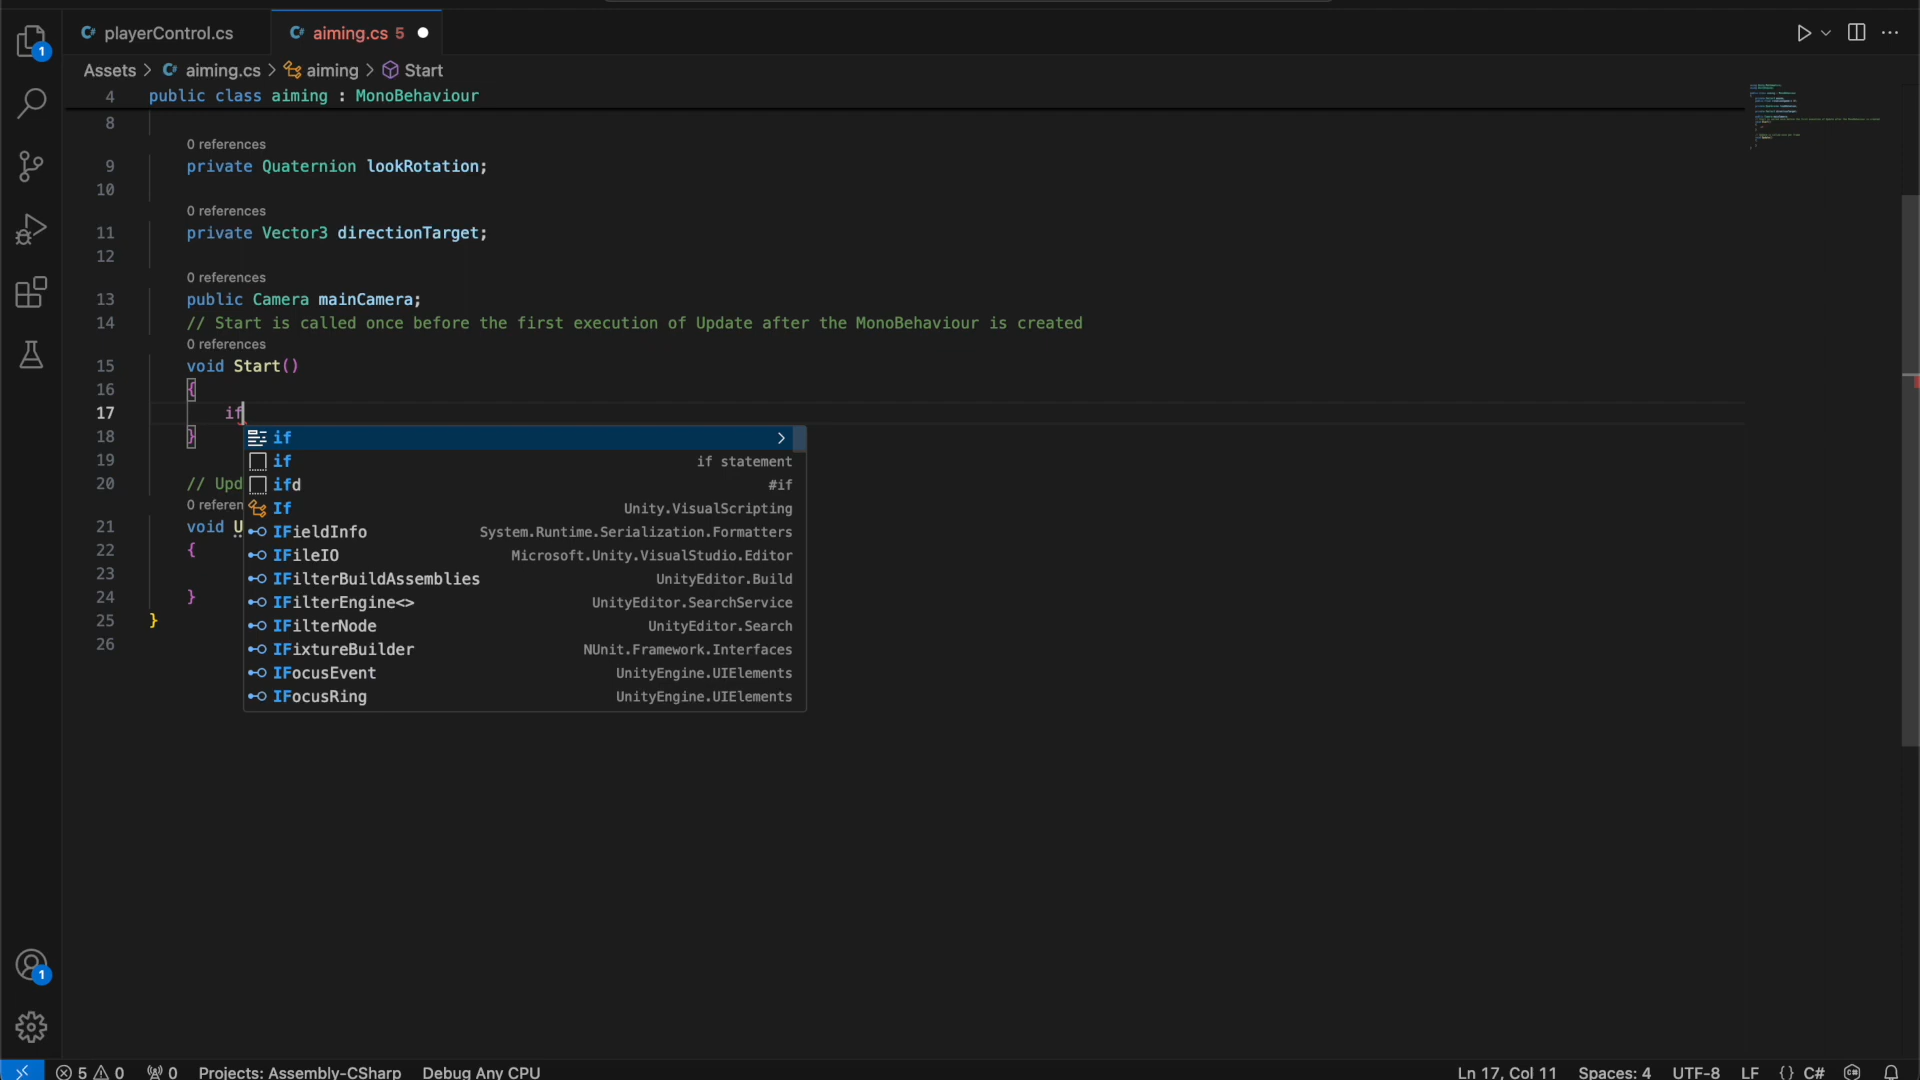 playerControl.cs
aiming.cs 5
1
Assets > aiming.cs > aiming > Start
4 public class aiming : MonoBehaviour
8
0 references
9 private Quaternion lookRotation;
10
0 references
11 private Vector3 directionTarget;
12
0 references
13 public Camera mainCamera;
14 // Start is called once before the first execution of Update after the MonoBehaviour is created
0 references
15 void Start()
16 {
17 if
18 }
if
19
if if statement
20 // Upd
ifd #if
0 referen
If Unity.VisualScripting
21 void U
IFieldInfo System.Runtime.Serialization.Formatters
22 {
IFileIO Microsoft.Unity.VisualStudio.Editor
23
IFilterBuildAssemblies UnityEditor.Build
24 }
IFilterEngine<> UnityEditor.SearchService
25 }
IFilterNode UnityEditor.Search
26
IFixtureBuilder NUnit.Framework.Interfaces
IFocusEvent UnityEngine.UIElements
IFocusRing UnityEngine.UIElements
1
5 0 0 Projects: Assembly-CSharp Debug Any CPU Ln 17, Col 11 Spaces: 4 UTF-8 LF {} C#